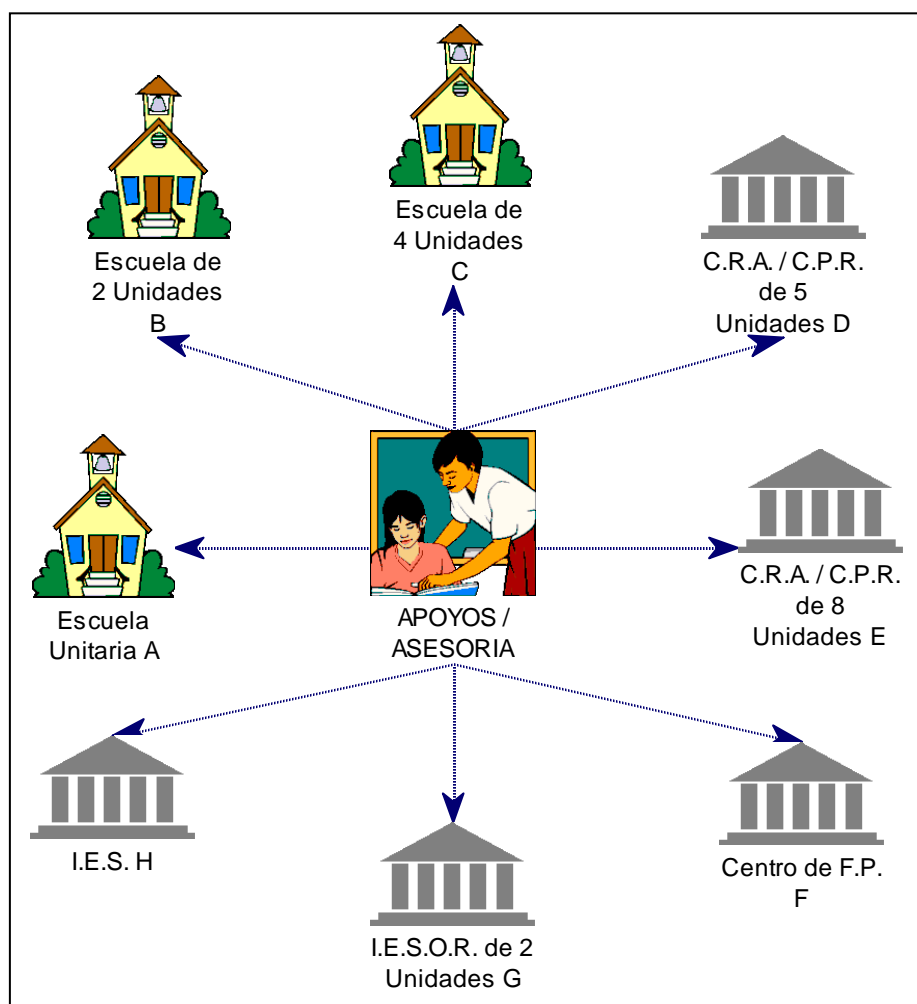 Escuela de
2 Unidades
B
Escuela de
4 Unidades
C
C.R.A. / C.P.R.
de 5
Unidades D
Escuela
Unitaria A
APOYOS /
ASESORIA
C.R.A. / C.P.R.
de 8
Unidades E
I.E.S. H
I.E.S.O.R. de 2
Unidades G
Centro de F.P.
F